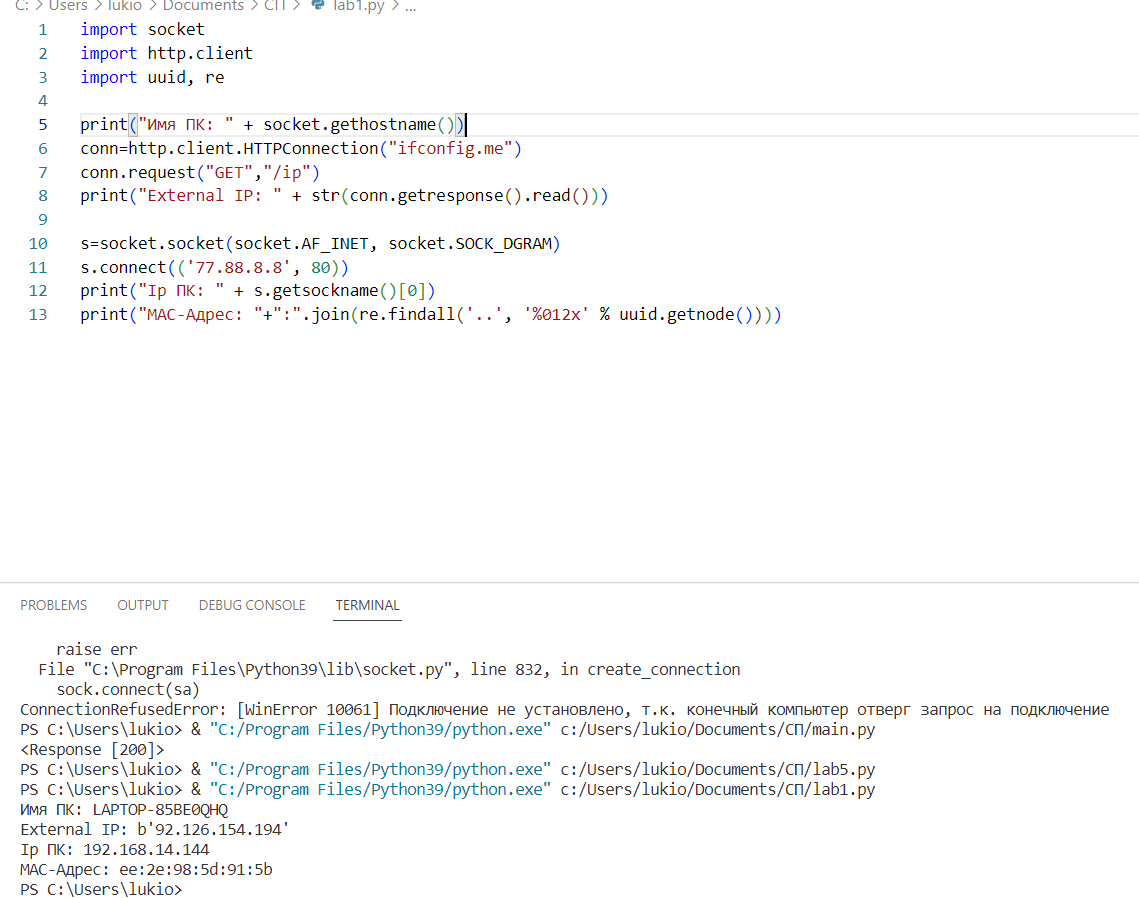 C: > Users > lukio > Documents > СП > lab1.py > ...
1 import socket
2 import http.client
3 import uuid, re
4
5 print("Имя ПК: " + socket.gethostname())
6 conn=http.client.HTTPConnection("ifconfig.me")
7 conn.request("GET","/ip")
8 print("External IP: " + str(conn.getresponse().read()))
9
10 s=socket.socket(socket.AF_INET, socket.SOCK_DGRAM)
11 s.connect(('77.88.8.8', 80))
12 print("Ip ПК: " + s.getsockname()[0])
13 print("MAC-Адрес: "+":".join(re.findall('..', '%012x' % uuid.getnode())))
PROBLEMS OUTPUT DEBUG CONSOLE TERMINAL
raise err
File "C:\Program Files\Python39\lib\socket.py", line 832, in create_connection
sock.connect(sa)
ConnectionRefusedError: [WinError 10061] Подключение не установлено, т.к. конечный компьютер отверг запрос на подключение
PS C:\Users\lukio> & "C:/Program Files/Python39/python.exe" c:/Users/lukio/Documents/СП/main.py
<Response [200]>
PS C:\Users\lukio> & "C:/Program Files/Python39/python.exe" c:/Users/lukio/Documents/СП/lab5.py
PS C:\Users\lukio> & "C:/Program Files/Python39/python.exe" c:/Users/lukio/Documents/СП/lab1.py
Имя ПК: LAPTOP-85BE0QHQ
External IP: b'92.126.154.194'
Ip ПК: 192.168.14.144
MAC-Адрес: ee:2e:98:5d:91:5b
PS C:\Users\lukio>